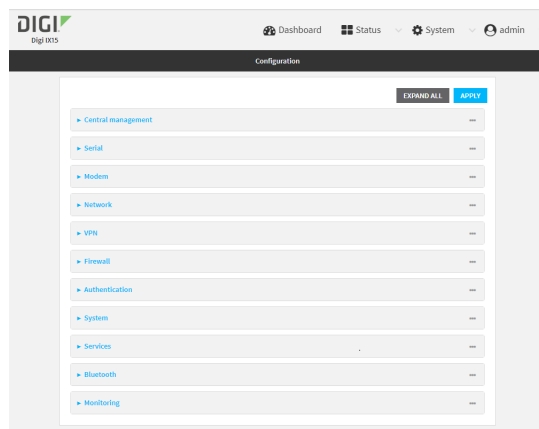 DIGI
Digi IX15
Dashboard
Status
System
admin
Configuration
EXPAND ALL
APPLY
Central management
Serial
Modem
Network
VPN
Firewall
Authentication
System
Services
Bluetooth
Monitoring